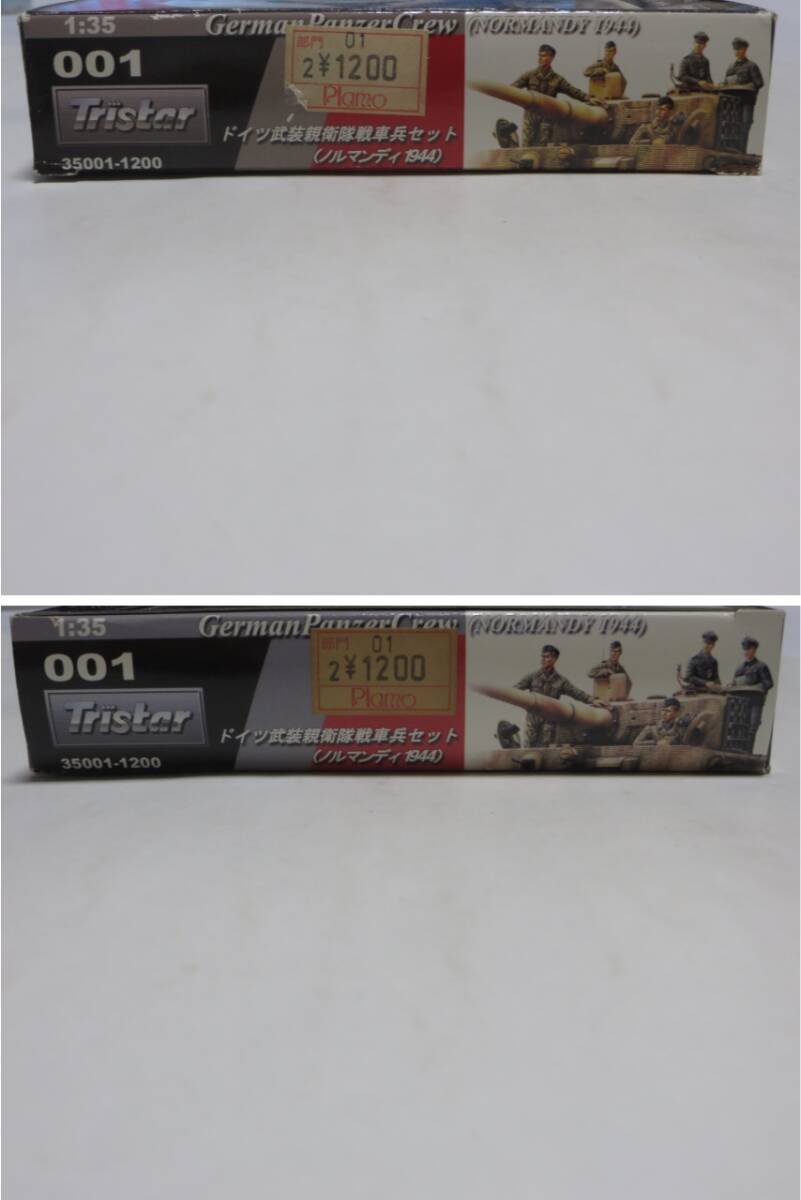 1:35
German Panzer Crew (NORMANDY 1944)
001
部門 01
2 ¥1200
Plamo
Tristar
ドイツ武装親衛隊戦車兵セット
(ノルマンディ 1944)
35001-1200
1:35
German Panzer Crew (NORMANDY 1944)
001
部門 01
2 ¥1200
Plamo
Tristar
ドイツ武装親衛隊戦車兵セット
(ノルマンディ 1944)
35001-1200